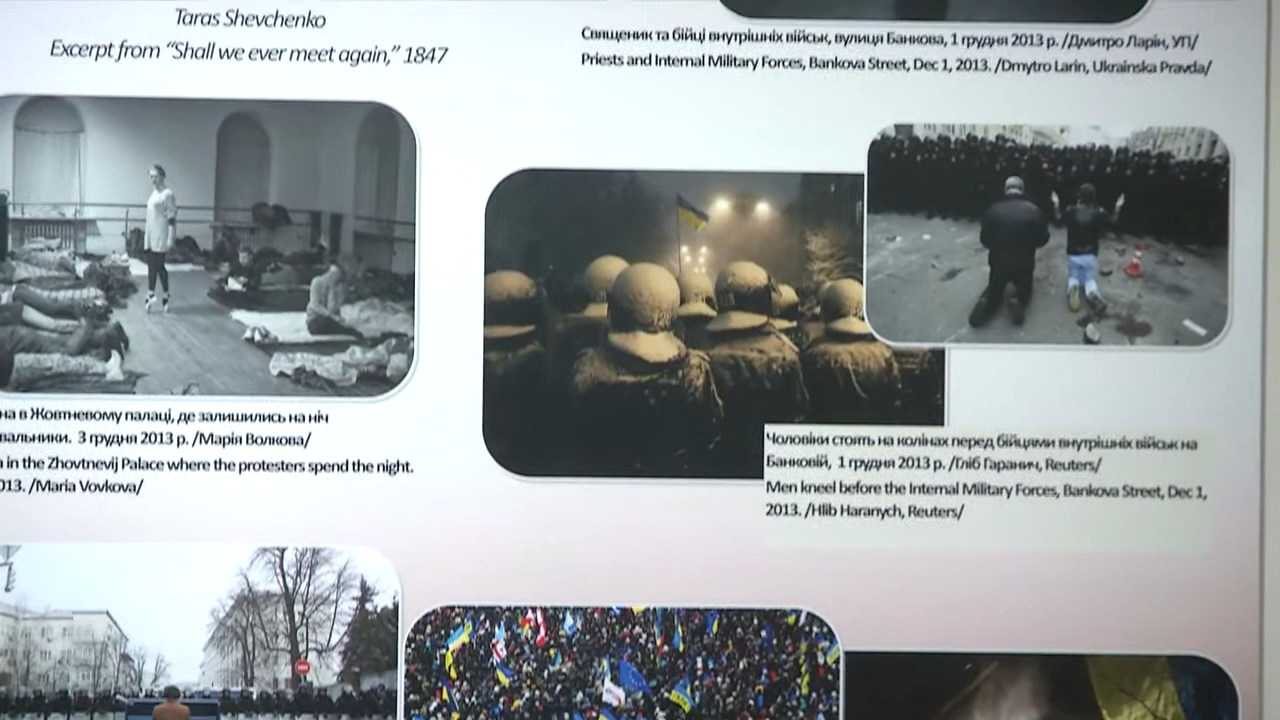 Taras Shevchenko
Excerpt from “Shall we ever meet again,” 1847
Священик та бійці внутрішніх військ, вулиця Банкова, 1 грудня 2013 р. /Дмитро Ларін, УП/
Priests and Internal Military Forces, Bankova Street, Dec 1, 2013. /Dmytro Larin, Ukrainska Pravda/
на в Жовтневому палаці, де залишились на ніч
вальники. 3 грудня 2013 р. /Марія Волкова/
in the Zhovtnevij Palace where the protesters spend the night.
013. /Maria Vovkova/
Чоловіки стоять на колінах перед бійцями внутрішніх військ на
Банковій, 1 грудня 2013 р. /Гліб Гаранич, Reuters/
Men kneel before the Internal Military Forces, Bankova Street, Dec 1,
2013. /Hlib Haranych, Reuters/